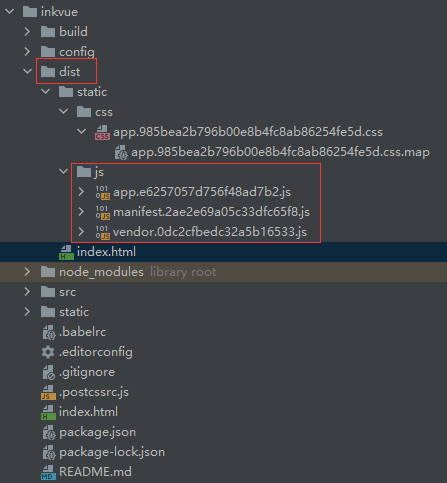 inkvue
build
config
dist
static
css
app.985bea2b796b00e8b4fc8ab86254fe5d.css
app.985bea2b796b00e8b4fc8ab86254fe5d.css.map
js
app.e6257057d756f48ad7b2.js
manifest.2ae2e69a05c33dfc65f8.js
vendor.0dc2cfbedc32a5b16533.js
index.html
node_modules library root
src
static
.babelrc
.editorconfig
.gitignore
.postcssrc.js
index.html
package.json
package-lock.json
README.md